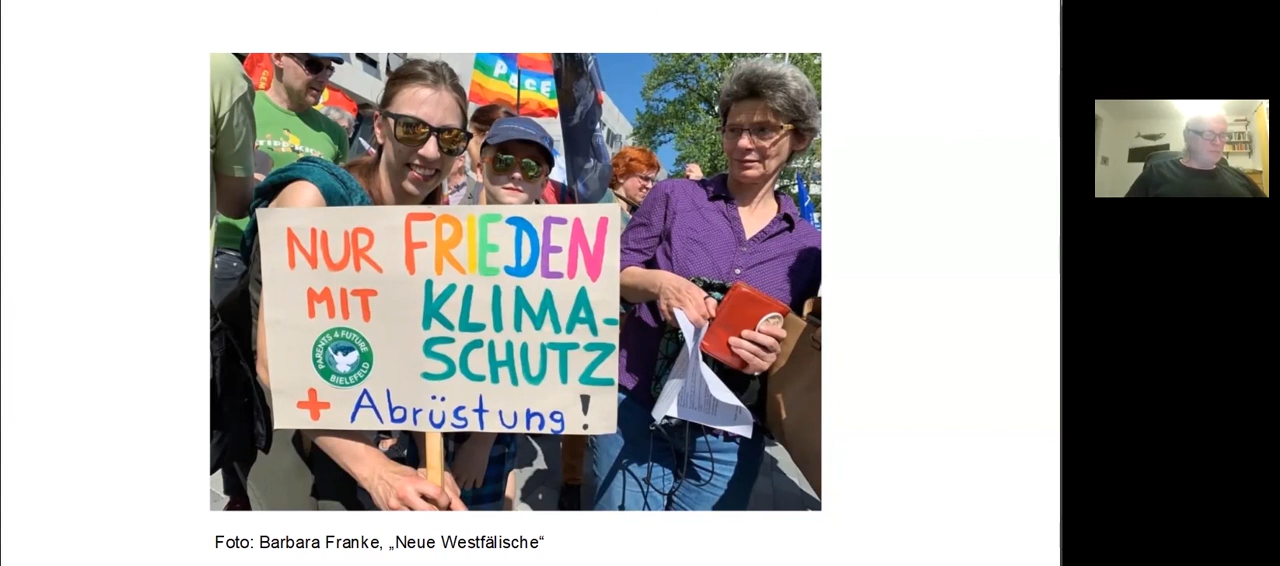 PACE
NUR FRIEDEN
MIT KLIMA-
SCHUTZ
PARENTS 4 FUTURE
BIELEFELD
+ Abrüstung!
Foto: Barbara Franke, „Neue Westfälische“